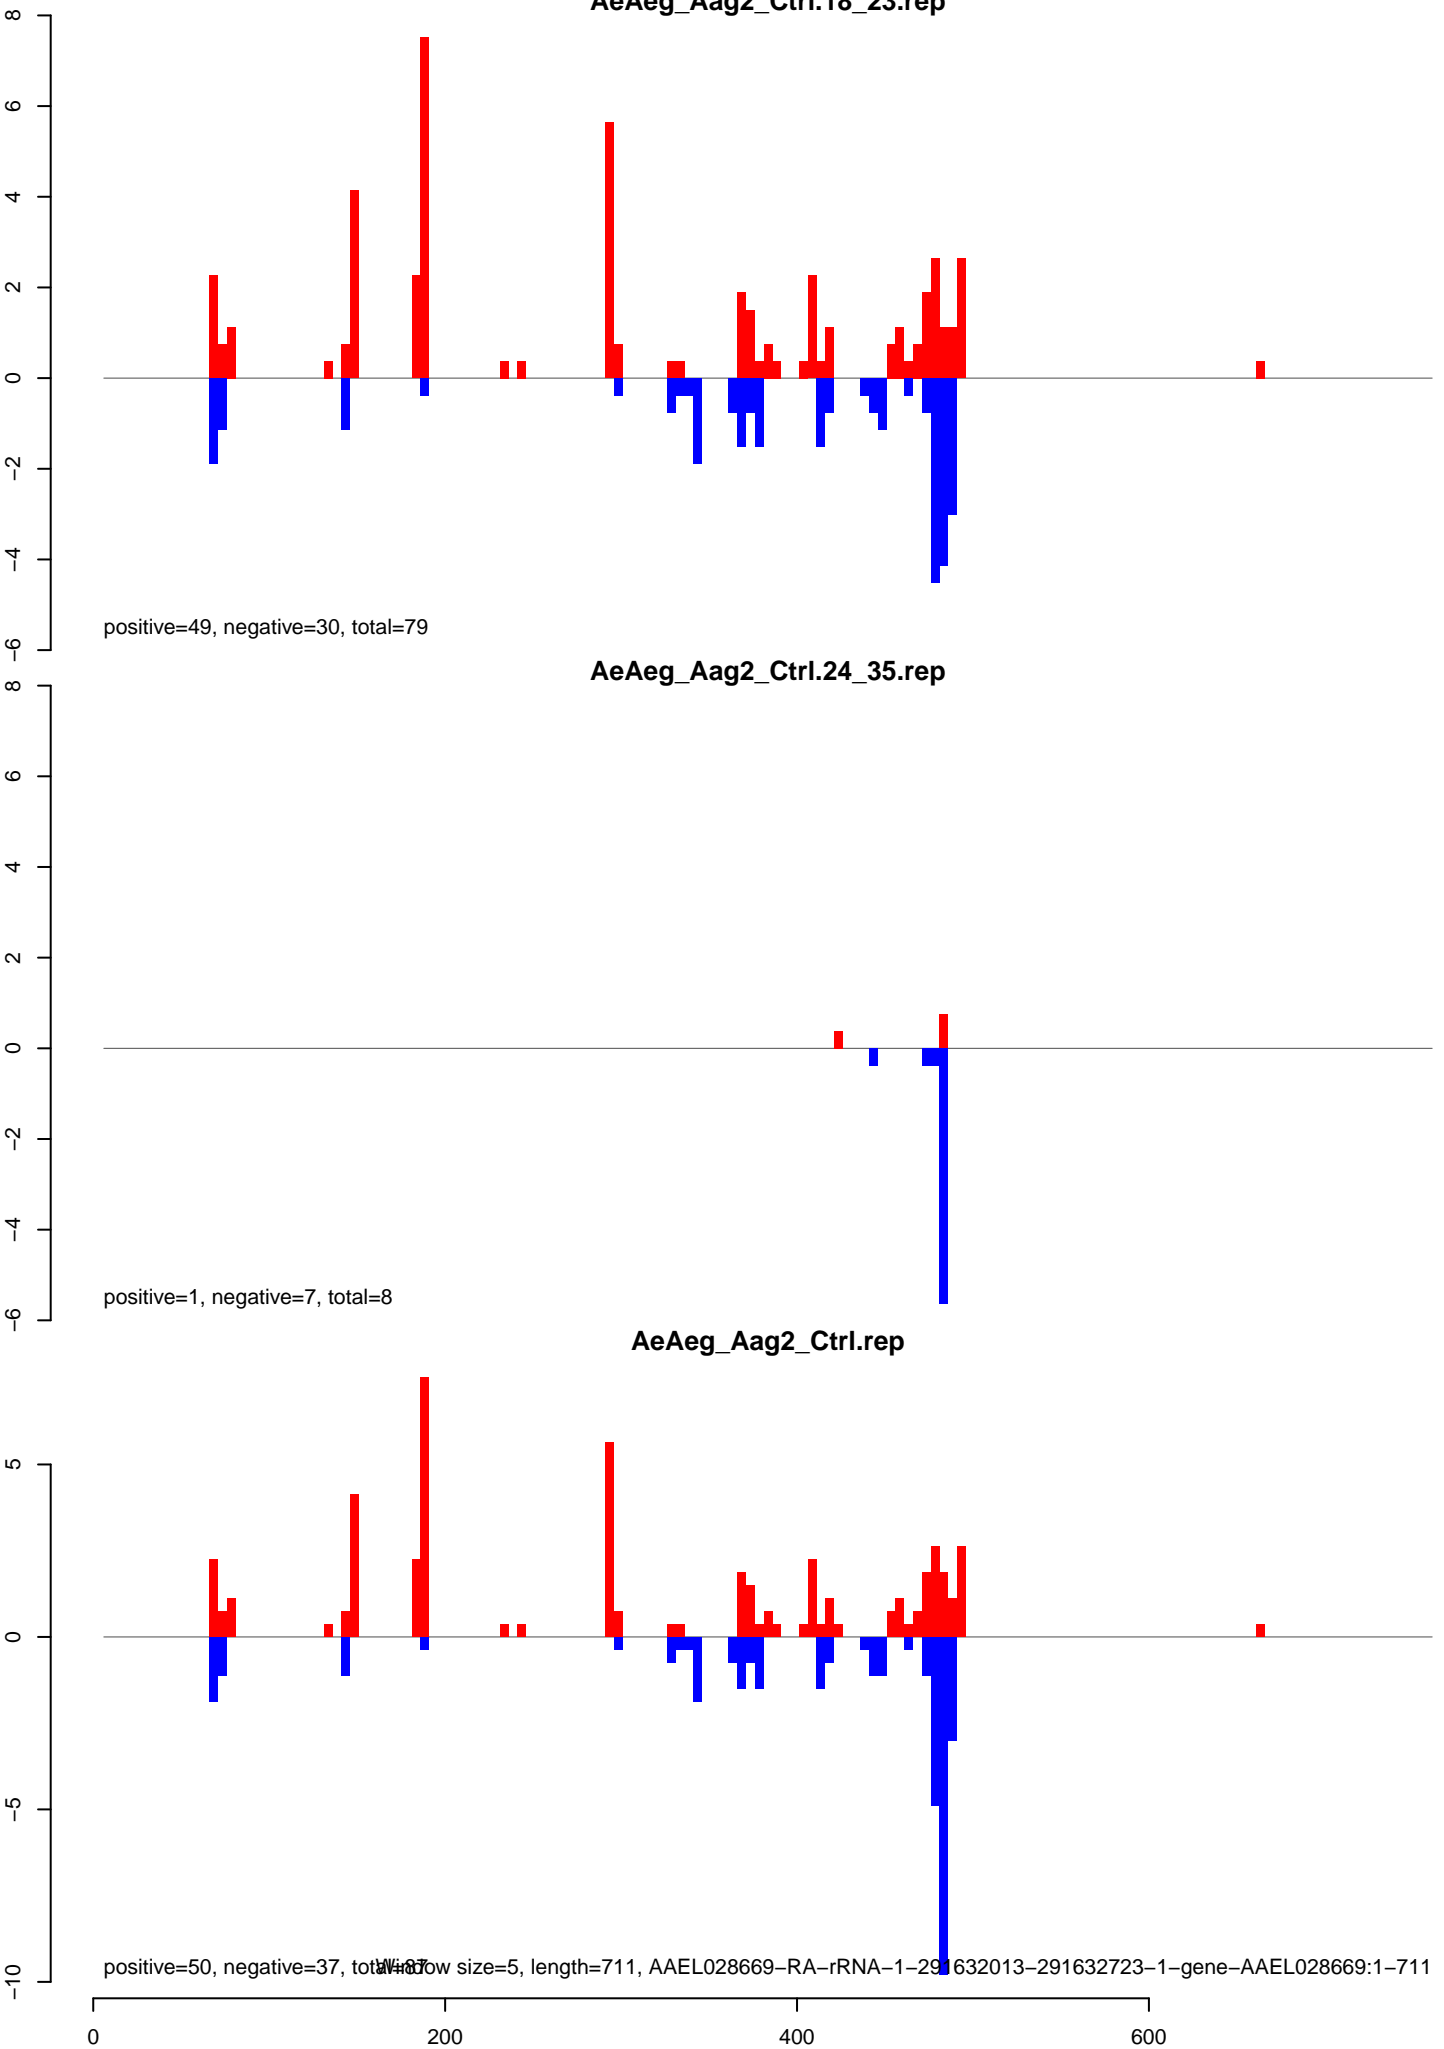 AeAeg_Aag2_Ctrl.18_23.rep
8
6
4
2
0
−2
−4
−6
positive=49, negative=30, total=79
AeAeg_Aag2_Ctrl.24_35.rep
8
6
4
2
0
−2
−4
−6
positive=1, negative=7, total=8
AeAeg_Aag2_Ctrl.rep
5
0
−5
−10
positive=50, negative=37, total=87
Window size=5, length=711, AAEL028669−RA−rRNA−1−291632013−291632723−1−gene−AAEL028669:1−711
0 200 400 600